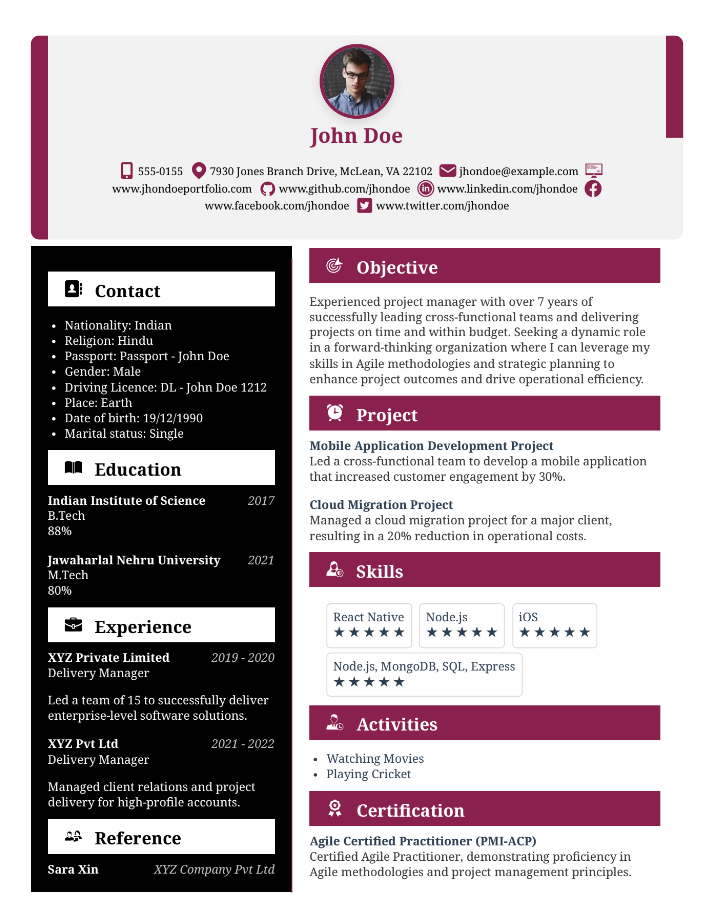 John Doe
555-0155 7930 Jones Branch Drive, McLean, VA 22102 jhondoe@example.com
www.jhondoeportfolio.com www.github.com/jhondoe www.linkedin.com/jhondoe
www.facebook.com/jhondoe www.twitter.com/jhondoe
Contact
• Nationality: Indian
• Religion: Hindu
• Passport: Passport - John Doe
• Gender: Male
• Driving Licence: DL - John Doe 1212
• Place: Earth
• Date of birth: 19/12/1990
• Marital status: Single
Education
Indian Institute of Science 2017
B.Tech
88%
Jawaharlal Nehru University 2021
M.Tech
80%
Experience
XYZ Private Limited 2019 - 2020
Delivery Manager
Led a team of 15 to successfully deliver
enterprise-level software solutions.
XYZ Pvt Ltd 2021 - 2022
Delivery Manager
Managed client relations and project
delivery for high-profile accounts.
Reference
Sara Xin XYZ Company Pvt Ltd
Objective
Experienced project manager with over 7 years of
successfully leading cross-functional teams and delivering
projects on time and within budget. Seeking a dynamic role
in a forward-thinking organization where I can leverage my
skills in Agile methodologies and strategic planning to
enhance project outcomes and drive operational efficiency.
Project
Mobile Application Development Project
Led a cross-functional team to develop a mobile application
that increased customer engagement by 30%.
Cloud Migration Project
Managed a cloud migration project for a major client,
resulting in a 20% reduction in operational costs.
Skills
React Native Node.js iOS
★★★★★ ★★★★★ ★★★★★
Node.js, MongoDB, SQL, Express
★★★★★
Activities
• Watching Movies
• Playing Cricket
Certification
Agile Certified Practitioner (PMI-ACP)
Certified Agile Practitioner, demonstrating proficiency in
Agile methodologies and project management principles.